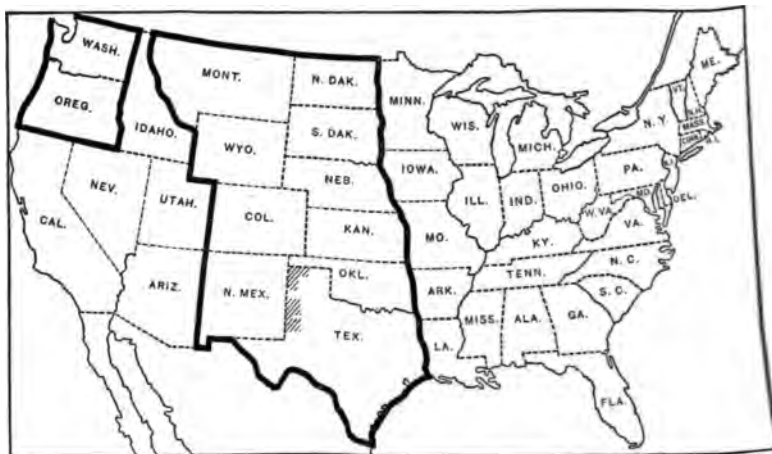 WASH.
OREG.
IDAHO.
MONT.
N. DAK.
S. DAK.
WYO.
NEB.
NEV.
UTAH.
COL.
KAN.
CAL.
ARIZ.
N. MEX.
OKL.
TEX.
MINN.
WIS.
MICH.
IOWA.
ILL.
IND.
OHIO.
MO.
KY.
TENN.
ARK.
LA.
MISS.
ALA.
GA.
FLA.
S. C.
N. C.
VA.
W. VA.
MD.
DEL.
PA.
N.J.
N. Y.
CONN.
R.I.
MASS.
VT.
N.H.
ME.